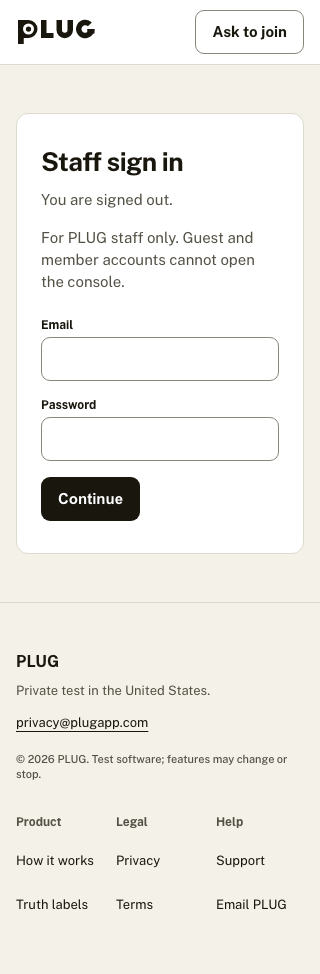 PLUG
Ask to join
Staff sign in
You are signed out.
For PLUG staff only. Guest and
member accounts cannot open
the console.
Email
Password
Continue
PLUG
Private test in the United States.
privacy@plugapp.com
© 2026 PLUG. Test software; features may change or
stop.
Product
Legal
Help
How it works
Privacy
Support
Truth labels
Terms
Email PLUG